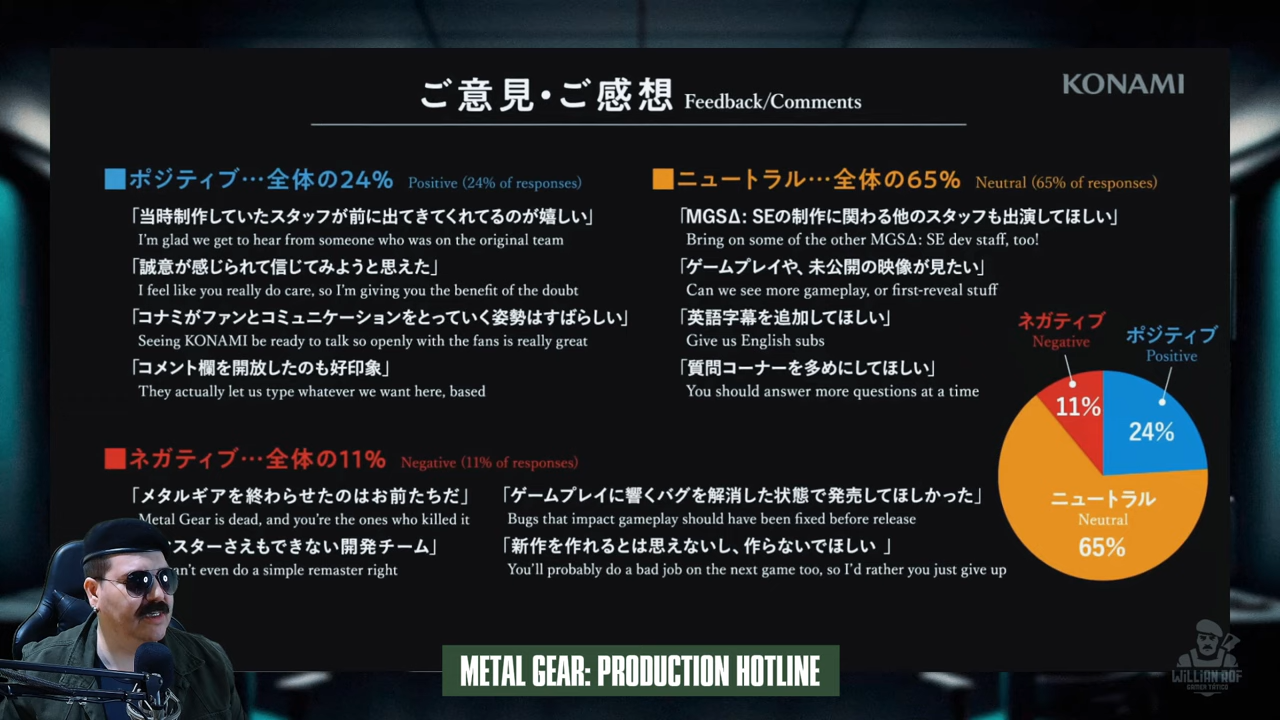 ご意見・ご感想 Feedback/Comments
KONAMI
■ポジティブ…全体の24% Positive (24% of responses)
「当時制作していたスタッフが前に出てきてくれてるのが嬉しい」
I'm glad we get to hear from someone who was on the original team
「誠意が感じられて信じてみようと思えた」
I feel like you really do care, so I'm giving you the benefit of the doubt
「コナミがファンとコミュニケーションをとっていく姿勢はすばらしい」
Seeing KONAMI be ready to talk so openly with the fans is really great
「コメント欄を開放したのも好印象」
They actually let us type whatever we want here, based
■ニュートラル…全体の65% Neutral (65% of responses)
「MGSΔ: SEの制作に関わる他のスタッフも出演してほしい」
Bring on some of the other MGSΔ: SE dev staff, too!
「ゲームプレイや、未公開の映像が見たい」
Can we see more gameplay, or first-reveal stuff
「英語字幕を追加してほしい」
Give us English subs
「質問コーナーを多めにしてほしい」
You should answer more questions at a time
■ネガティブ…全体の11% Negative (11% of responses)
「メタルギアを終わらせたのはお前たちだ」
Metal Gear is dead, and you're the ones who killed it
スターさえもできない開発チーム」
can't even do a simple remaster right
「ゲームプレイに響くバグを解消した状態で発売してほしかった」
Bugs that impact gameplay should have been fixed before release
「新作を作れるとは思えないし、作らないでほしい 」
You'll probably do a bad job on the next game too, so I'd rather you just give up
ネガティブ
Negative
ポジティブ
Positive
11%
24%
ニュートラル
Neutral
65%
METAL GEAR: PRODUCTION HOTLINE
WILLIAN ROF
GAMER TÁTICO